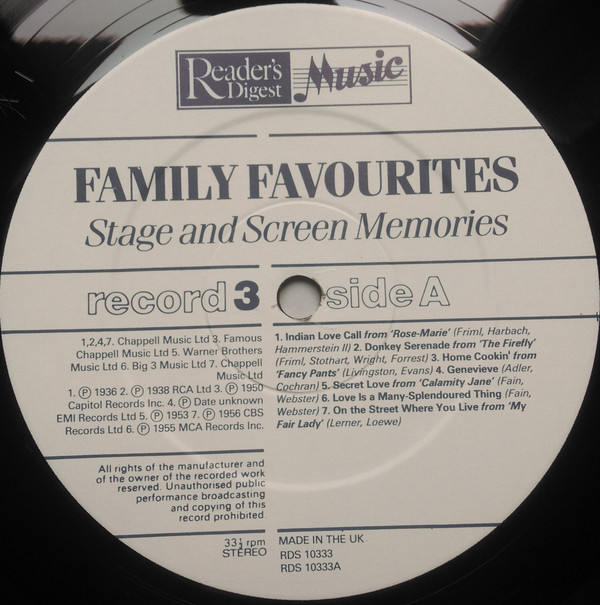 Reader's
Digest
Music
FAMILY FAVOURITES
Stage and Screen Memories
record 3 side A
1,2,4,7. Chappell Music Ltd 3. Famous
Chappell Music Ltd 5. Warner Brothers
Music Ltd 6. Big 3 Music Ltd 7. Chappell
Music Ltd
1. Ⓟ 1936 2. Ⓟ 1938 RCA Ltd 3. Ⓟ 1950
Capitol Records Inc. 4. Ⓟ Date unknown
EMI Records Ltd 5. Ⓟ 1953 7. Ⓟ 1956 CBS
Records Ltd 6. Ⓟ 1955 MCA Records Inc.
1. Indian Love Call from 'Rose-Marie' (Friml, Harbach,
Hammerstein II) 2. Donkey Serenade from 'The Firefly'
(Friml, Stothart, Wright, Forrest) 3. Home Cookin' from
'Fancy Pants' (Livingston, Evans) 4. Genevieve (Adler,
Cochran) 5. Secret Love from 'Calamity Jane' (Fain,
Webster) 6. Love Is a Many-Splendoured Thing (Fain,
Webster) 7. On the Street Where You Live from 'My
Fair Lady' (Lerner, Loewe)
All rights of the manufacturer and
of the owner of the recorded work
reserved. Unauthorised public
performance broadcasting
and copying of this
record prohibited
33⅓ rpm
STEREO
MADE IN THE UK
RDS 10333
RDS 10333A